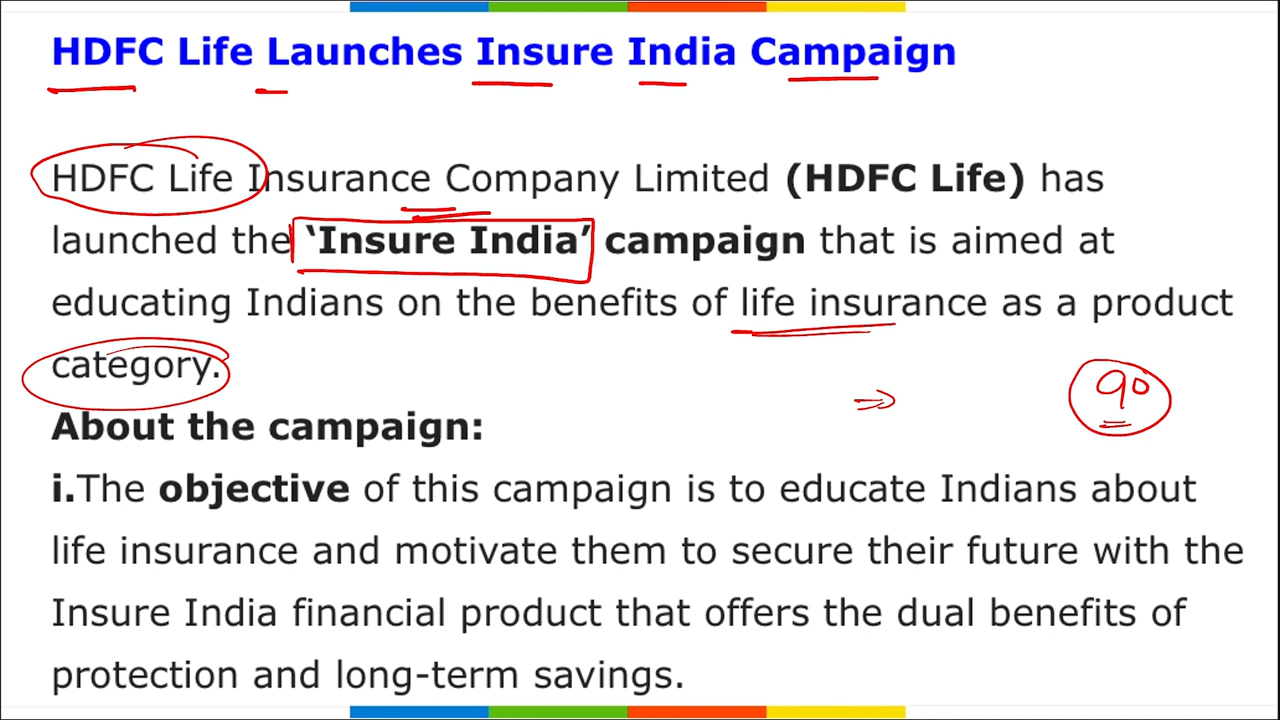 HDFC Life Launches Insure India Campaign
HDFC Life Insurance Company Limited (HDFC Life) has
launched the ‘Insure India’ campaign that is aimed at
educating Indians on the benefits of life insurance as a product
category.
90
About the campaign:
i.The objective of this campaign is to educate Indians about
life insurance and motivate them to secure their future with the
Insure India financial product that offers the dual benefits of
protection and long-term savings.